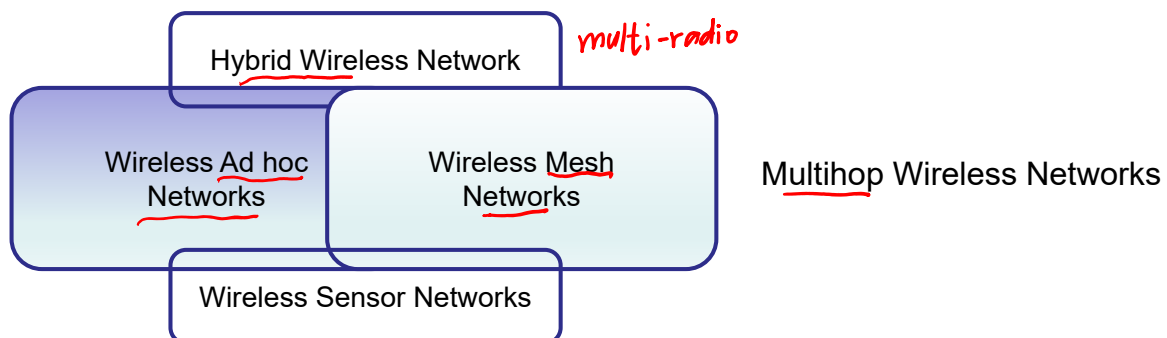 Hybrid Wireless Network
multi-radio
Wireless Ad hoc
Networks
Wireless Mesh
Networks
Multihop Wireless Networks
Wireless Sensor Networks